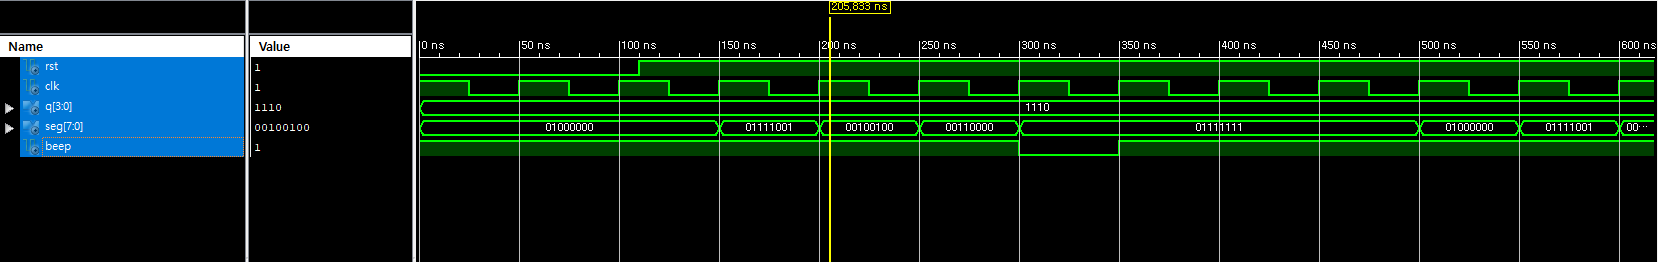 205,833 ns
Name Value 0 ns 50 ns 100 ns 150 ns 200 ns 250 ns 300 ns 350 ns 400 ns 450 ns 500 ns 550 ns 600 ns
rst 1
clk 1
q[3:0] 1110 1110
seg[7:0] 00100100 01000000 01111001 00100100 00110000 01111111 01000000 01111001 00···
beep 1